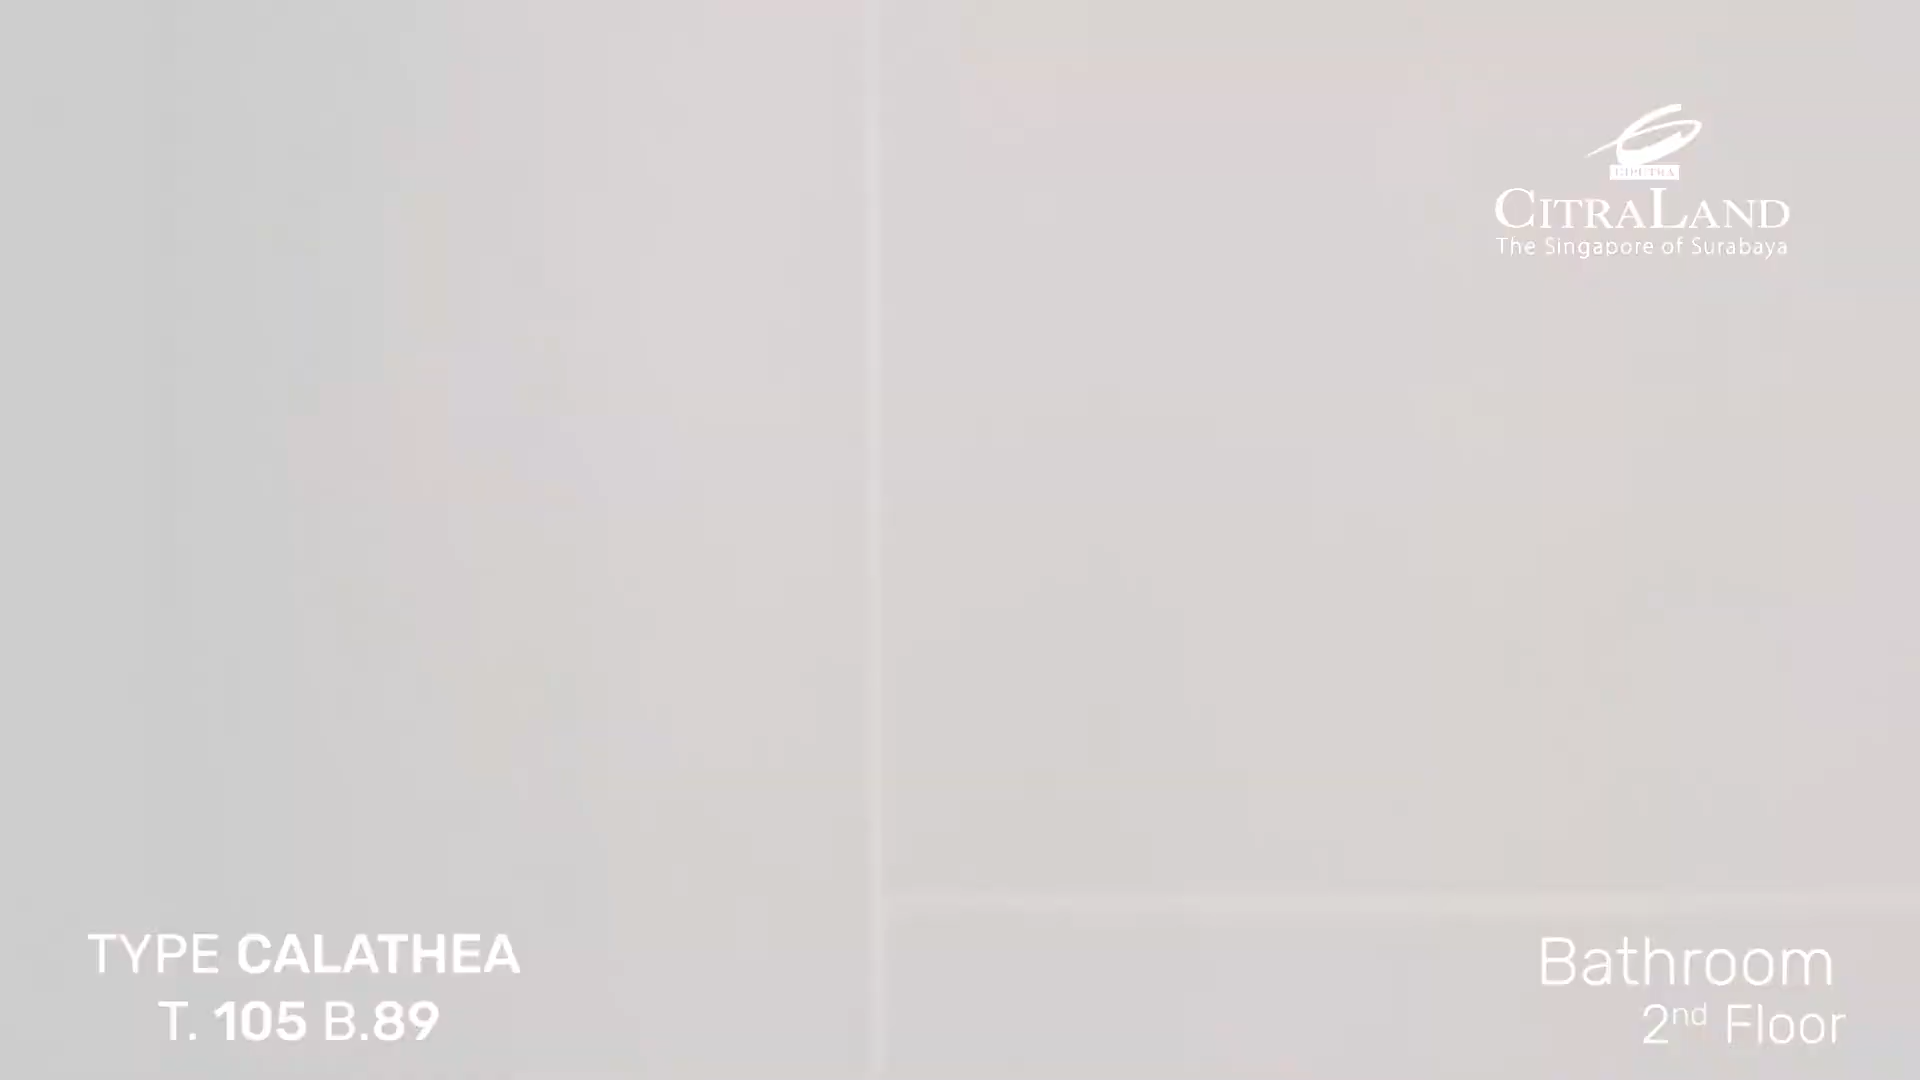 CIPUTRA
CITRALAND
The Singapore of Surabaya
TYPE CALATHEA
T. 105 B.89
Bathroom
2nd Floor